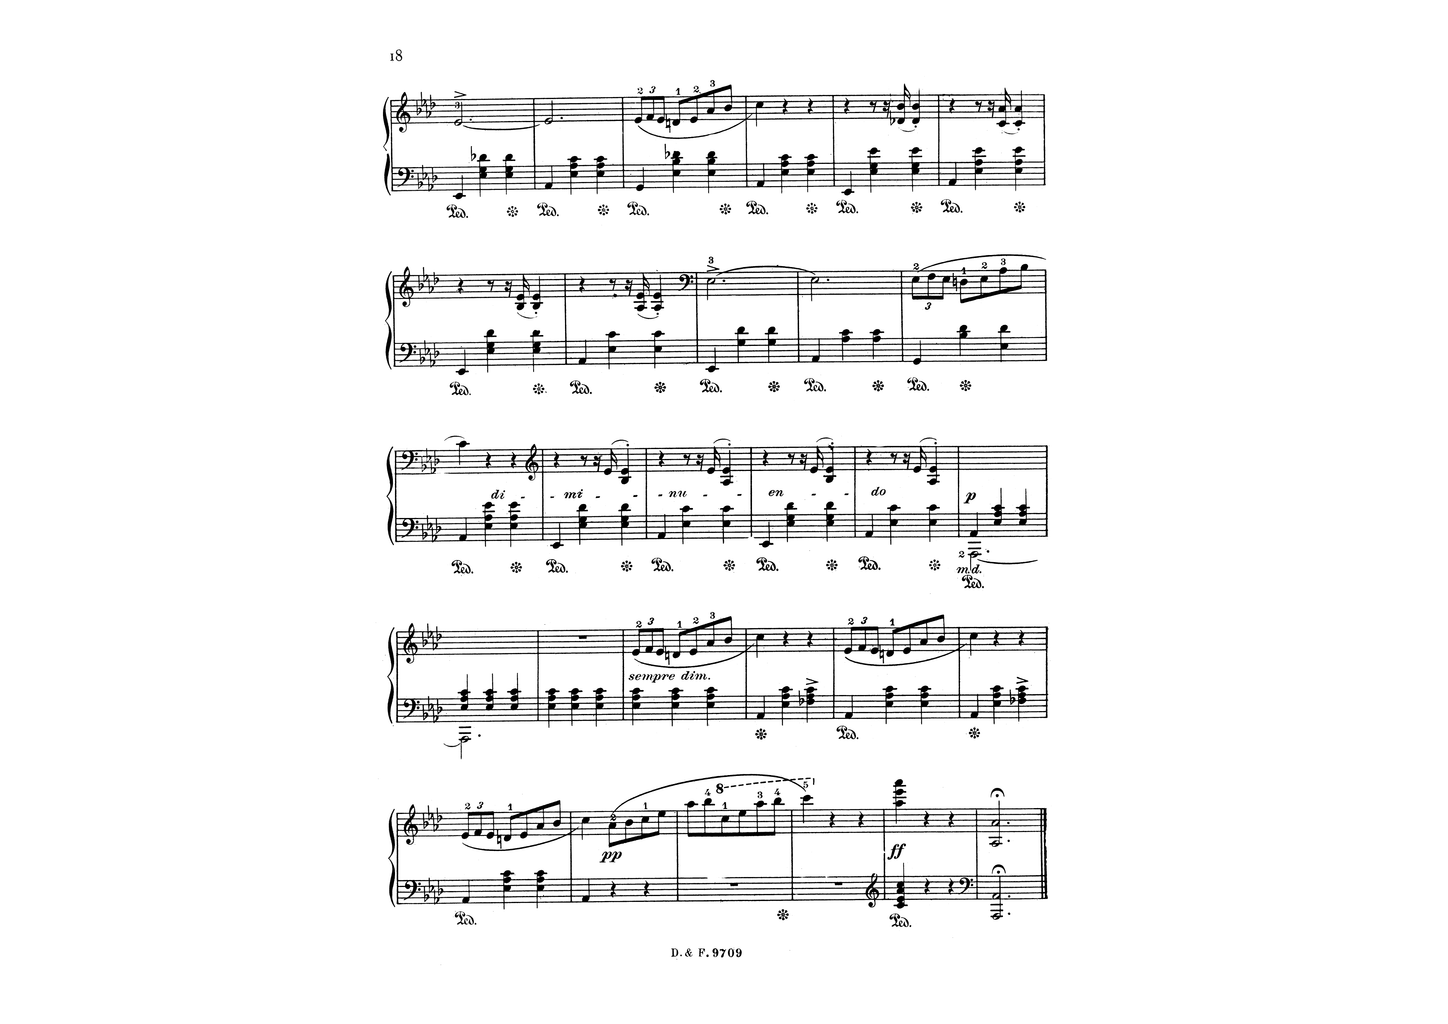 18
3
2 3 1 2 3
Ped. Ped. Ped. Ped. Ped. Ped.
3
2 3 1 2 3
Ped. Ped. Ped. Ped. Ped.
di - - mi - - nu - - en - - do p
2
m.d.
Ped. Ped. Ped. Ped. Ped. Ped.
2 3 1 2 3 2 3 1
sempre dim.
Ped.
2 3 1 2 1 4 8 1 3 4 5
pp ff
Ped. Ped.
D. & F. 9709